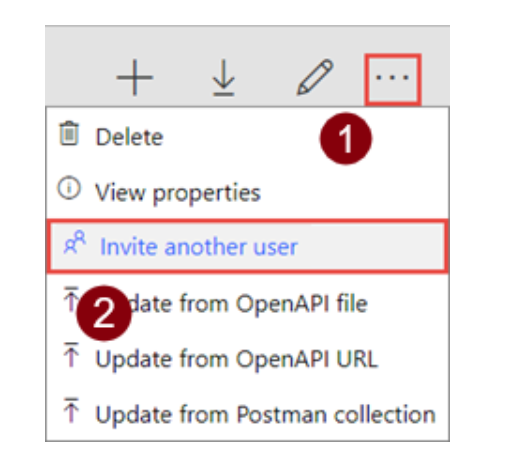 ...
1
Delete
View properties
Invite another user
2
date from OpenAPI file
Update from OpenAPI URL
Update from Postman collection